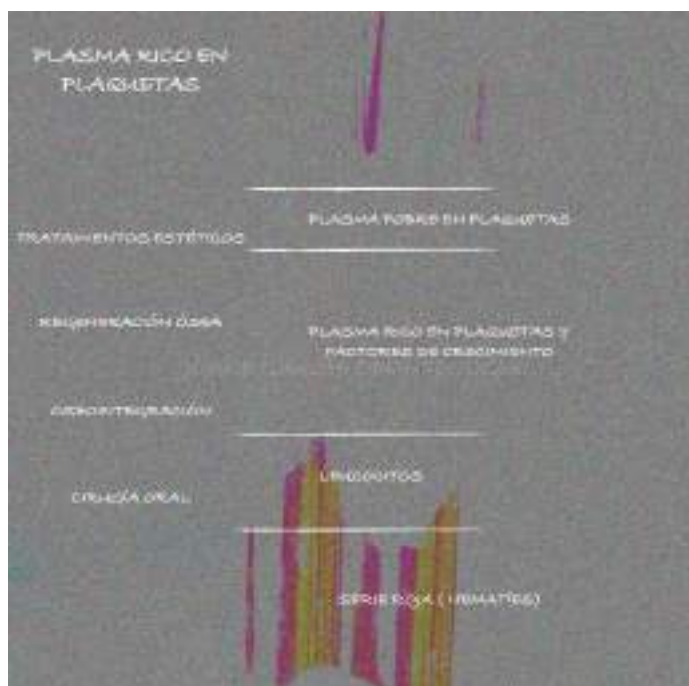 PLASMA RICO EN
PLAQUETAS
PLASMA POBRE EN PLAQUETAS
TRATAMIENTOS ESTÉTICOS
REGENERACIÓN ÓSEA
PLASMA RICO EN PLAQUETAS Y
FACTORES DE CRECIMIENTO
OSEOINTEGRACIÓN
LEUCOCITOS
CIRUGÍA ORAL
SERIE ROJA (HEMATÍES)